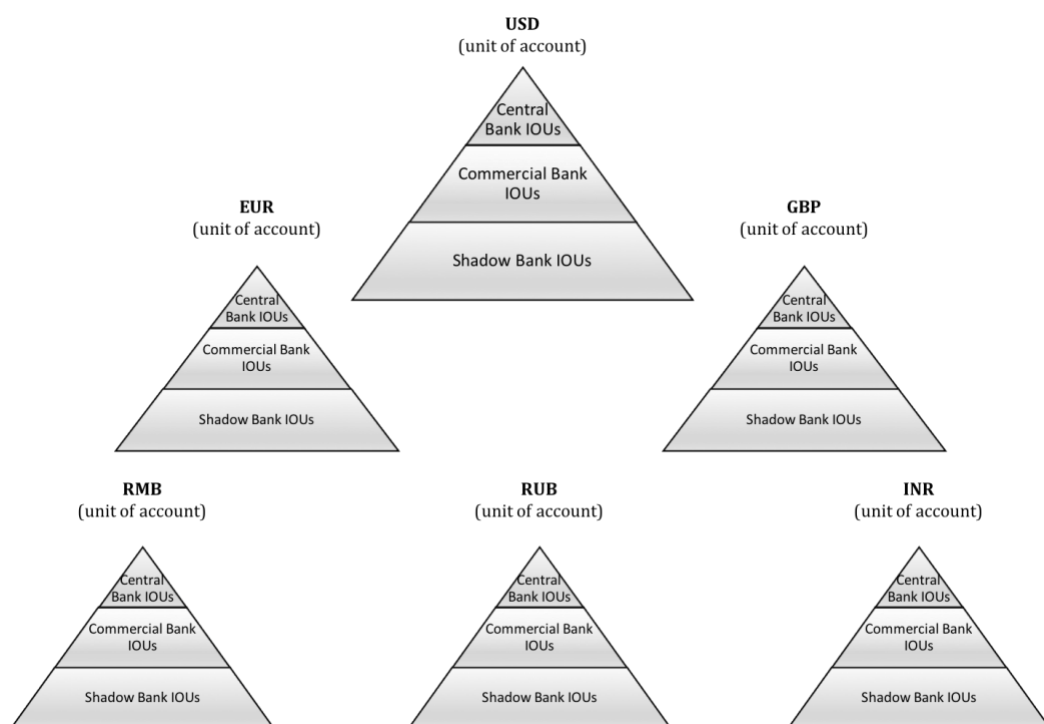 USD
(unit of account)
Central
Bank IOUs
Commercial Bank
IOUs
Shadow Bank IOUs
EUR
(unit of account)
Central
Bank IOUs
Commercial Bank
IOUs
Shadow Bank IOUs
GBP
(unit of account)
Central
Bank IOUs
Commercial Bank
IOUs
Shadow Bank IOUs
RMB
(unit of account)
Central
Bank IOUs
Commercial Bank
IOUs
Shadow Bank IOUs
RUB
(unit of account)
Central
Bank IOUs
Commercial Bank
IOUs
Shadow Bank IOUs
INR
(unit of account)
Central
Bank IOUs
Commercial Bank
IOUs
Shadow Bank IOUs